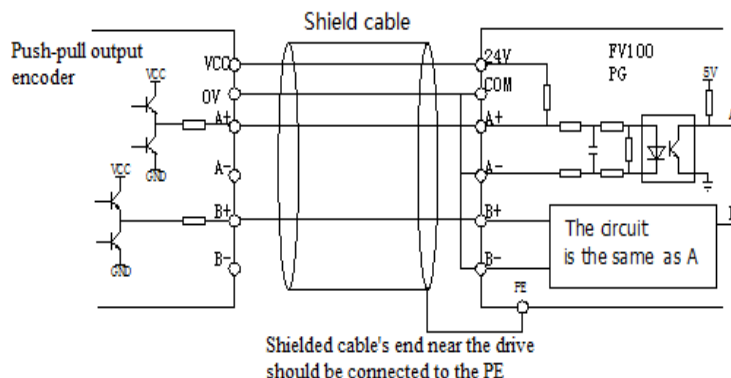 Shield cable
Push-pull output
encoder
VCC
VCC
0V
A+
GND
A-
VCC
B+
GND
B-
24V
COM
A+
A-
B+
B-
PE
FV100
PG
5V
The circuit
is the same as A
Shielded cable's end near the drive
should be connected to the PE